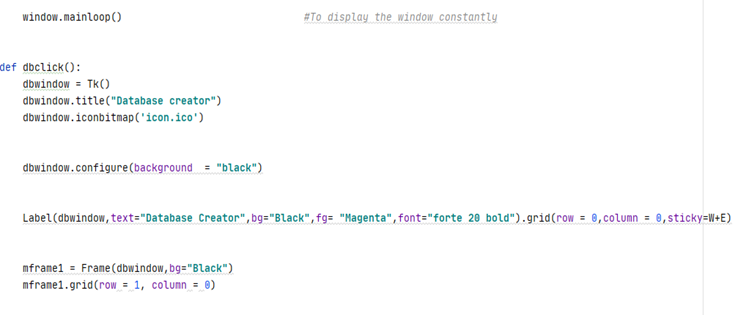 window.mainloop() #To display the window constantly
def dbclick():
dbwindow = Tk()
dbwindow.title("Database creator")
dbwindow.iconbitmap('icon.ico')
dbwindow.configure(background  = "black")
Label(dbwindow,text="Database Creator",bg="Black",fg= "Magenta",font="forte 20 bold").grid(row = 0,column = 0,sticky=W+E)
mframe1 = Frame(dbwindow,bg="Black")
mframe1.grid(row = 1, column = 0)